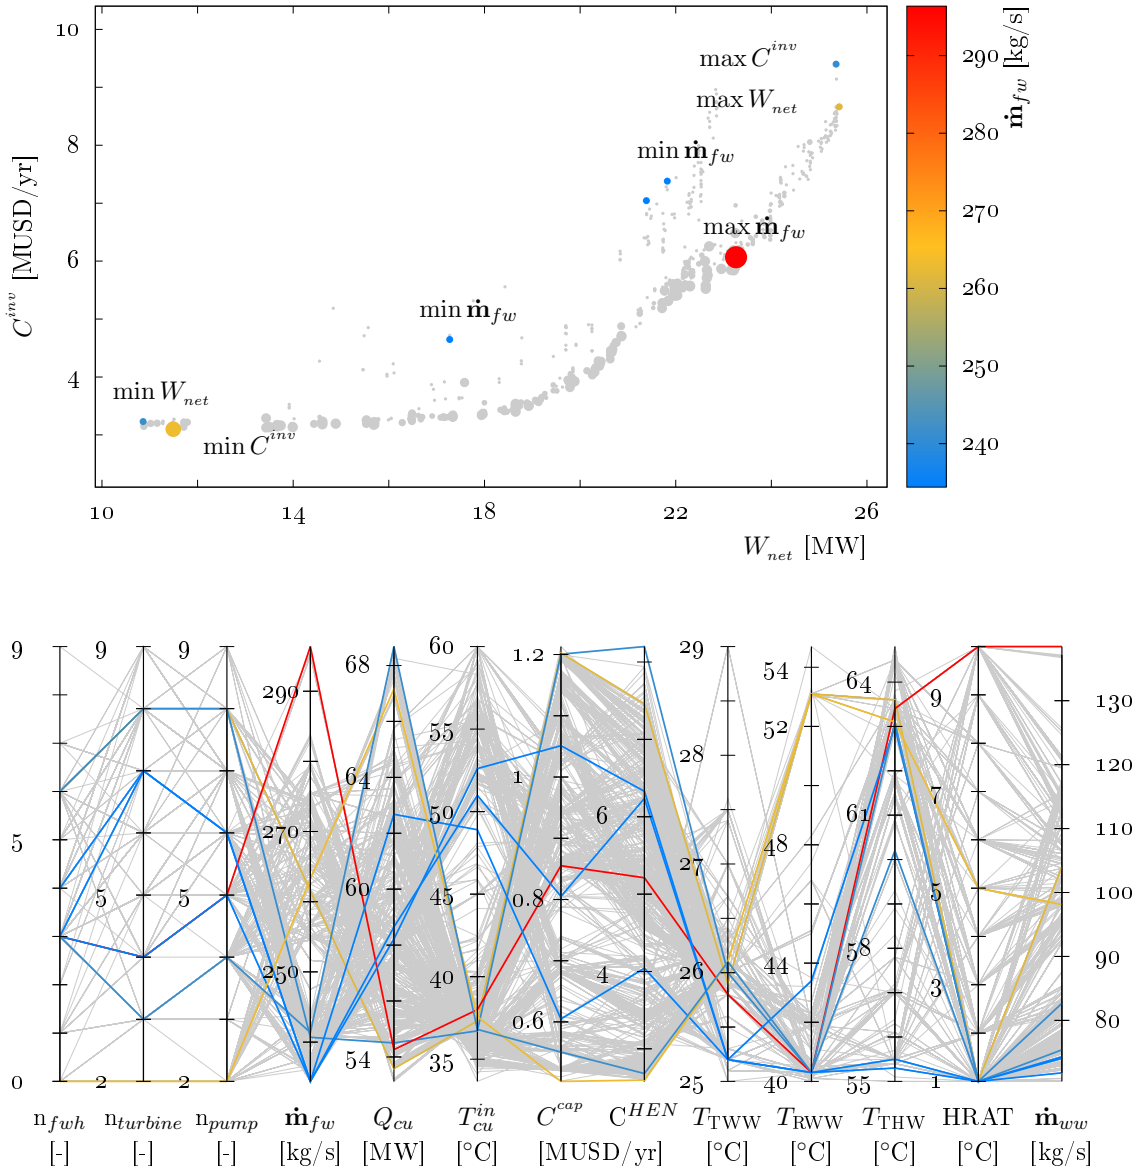 10
8
6
4
C^inv [MUSD/yr]
max C^inv
max W_net
min ṁ_fw
max ṁ_fw
min ṁ_fw
min W_net
min C^inv
10 14 18 22 26
W_net [MW]
290
280
270
260
250
240
ṁ_fw [kg/s]
9 9 9 60 29
68 1.2 54 64 9
290 55 28 52 130
64 1 7 120
270 50 6 48 61 110
5 5 5 60 45 0.8 27 5 100
250 40 4 26 44 58 3 90
54 35 0.6 80
0 2 2 25 40 55 1
n_fwh n_turbine n_pump ṁ_fw Q_cu T_cu^in C^cap C^HEN T_TWW T_RWW T_THW HRAT ṁ_ww
[-] [-] [-] [kg/s] [MW] [°C] [MUSD/yr] [°C] [°C] [°C] [°C] [kg/s]